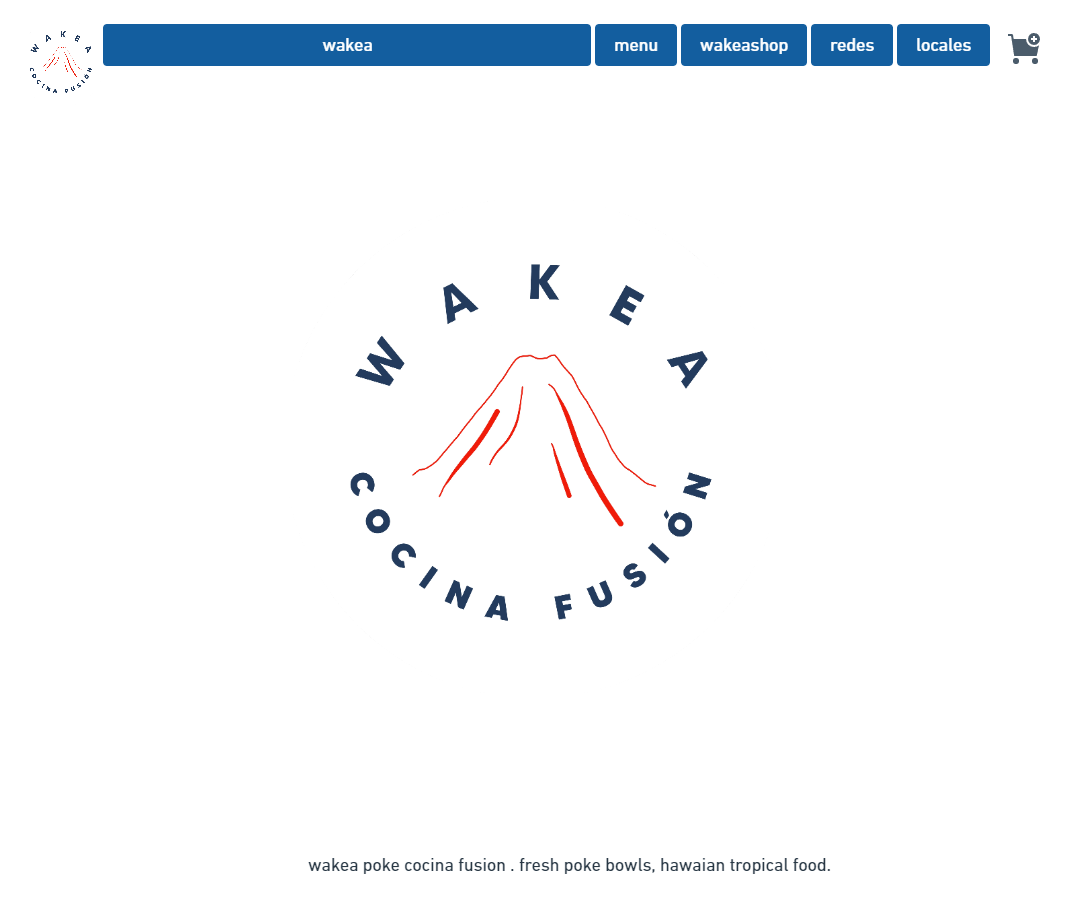 WAKEA
COCINA FUSIÓN
wakea
menu
wakeashop
redes
locales
WAKEA
COCINA FUSIÓN
wakea poke cocina fusion . fresh poke bowls, hawaian tropical food.